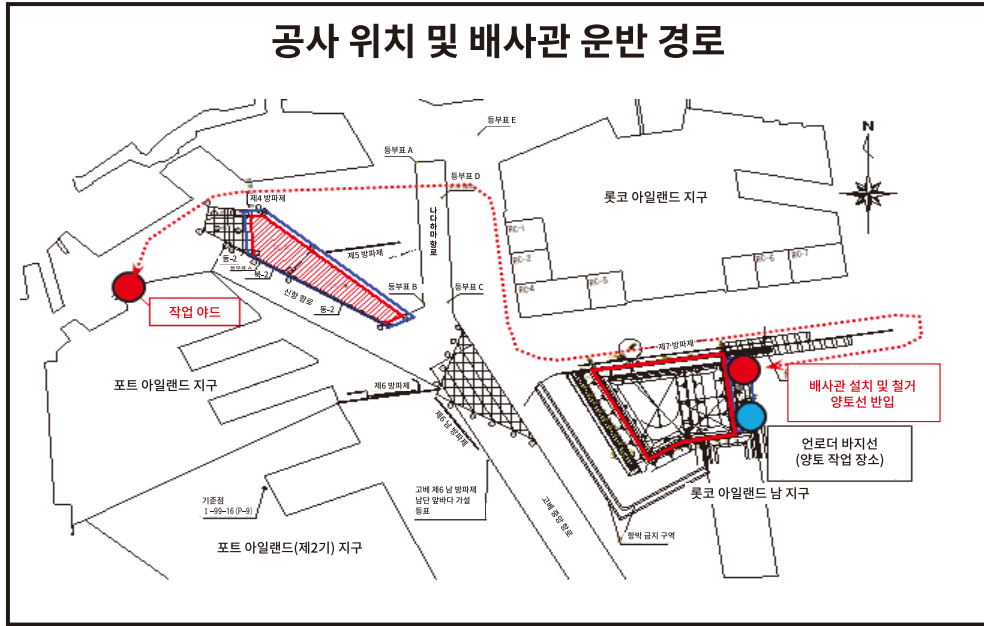 공사 위치 및 배사관 운반 경로
등부표 E
등부표 A
등부표 D
N
롯코 아일랜드 지구
제4 방파제
나다하마 항로
RC-1
RC-2
RC-4
RC-5
RC-6
RC-7
제5 방파제
동-2
북-2
신항 항로
동-2
등부표 B
등부표 C
작업 야드
제7 방파제
포트 아일랜드 지구
제6 방파제
제6 남 방파제
배사관 설치 및 철거
양토선 반입
언로더 바지선
(양토 작업 장소)
롯코 아일랜드 남 지구
기준점
Ⅰ-99-16 (P-9)
고베 제6 남 방파제
남단 앞바다 가설
등표
고베 중앙 항로
항박 금지 구역
포트 아일랜드(제2기) 지구